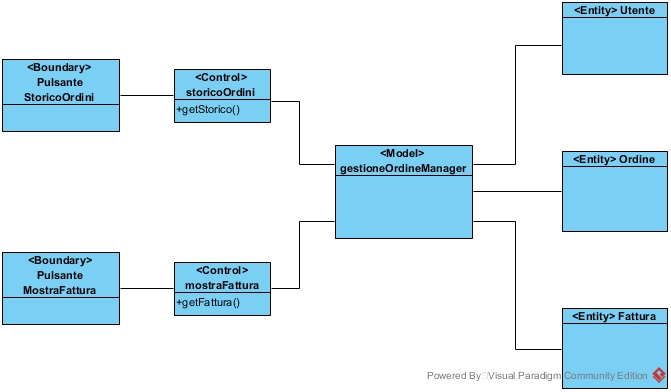 <Entity> Utente
<Boundary>
Pulsante
StoricoOrdini
<Control>
storicoOrdini
+getStorico()
<Model>
gestioneOrdineManager
<Entity> Ordine
<Boundary>
Pulsante
MostraFattura
<Control>
mostraFattura
+getFattura()
<Entity> Fattura
Powered By Visual Paradigm Community Edition